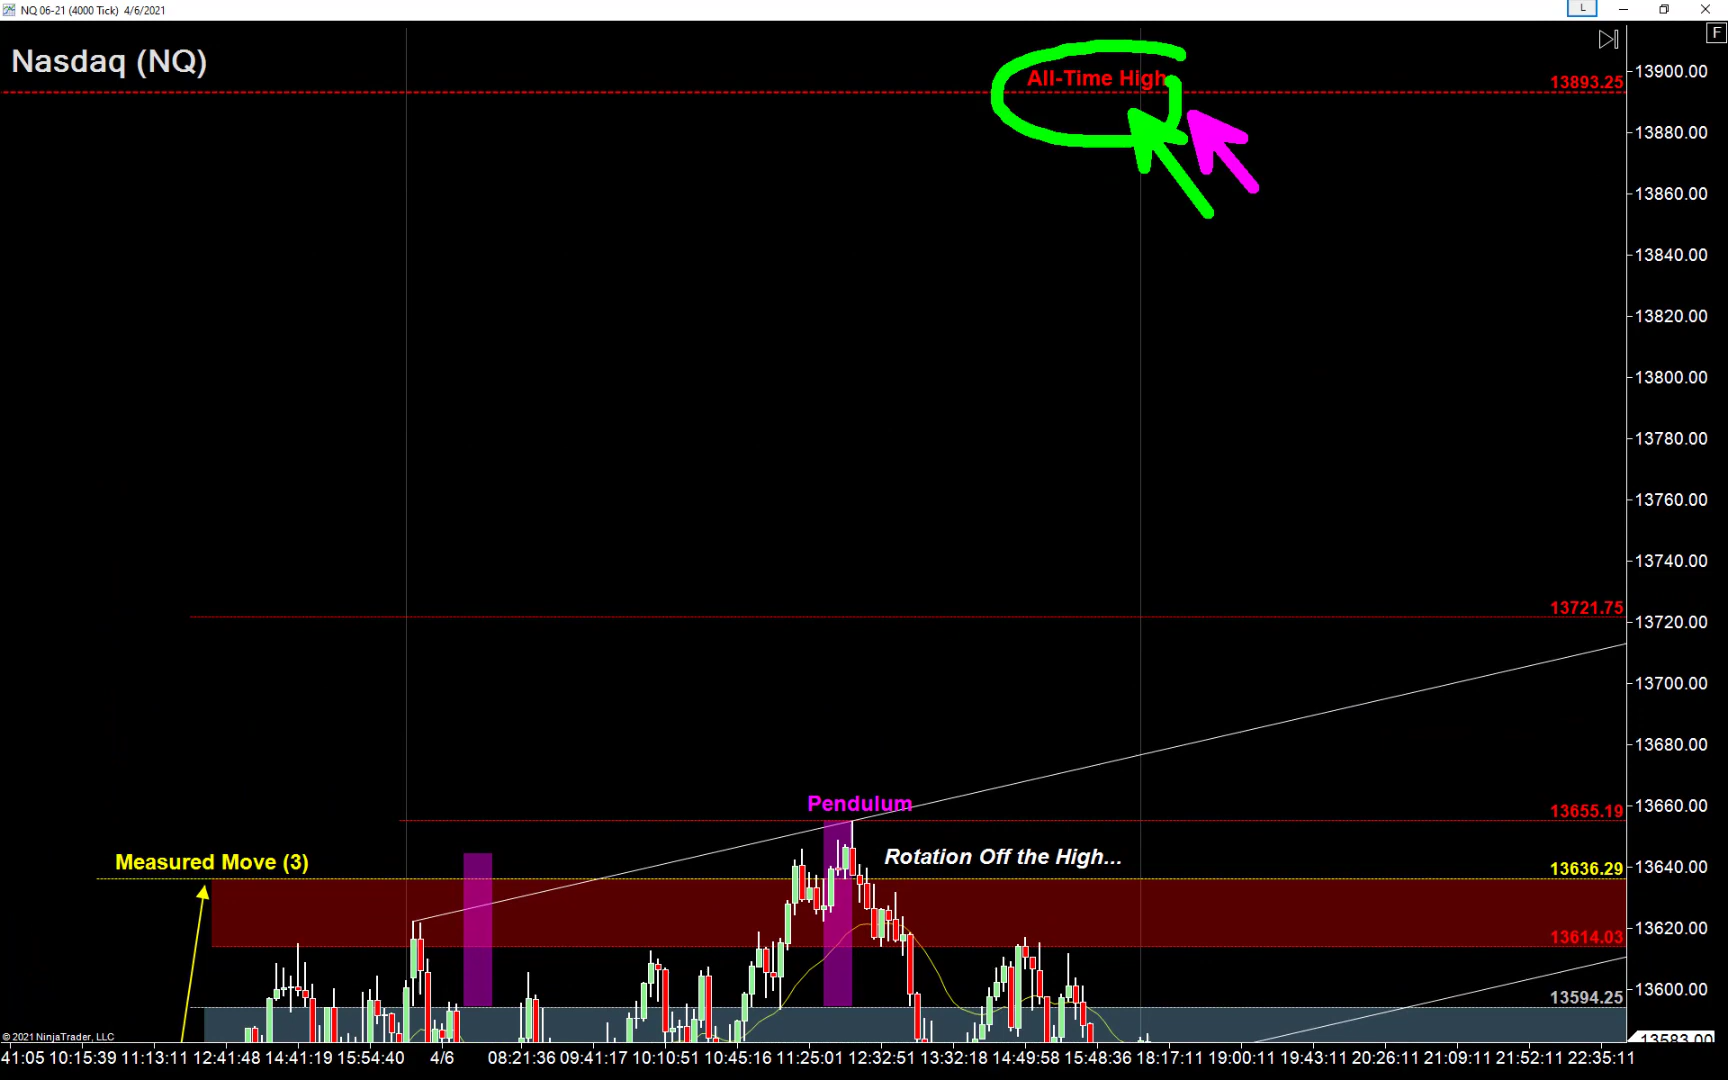 NQ 06-21 (4000 Tick) 4/6/2021
L
F
Nasdaq (NQ)
All-Time High
13893.25
13900.00
13880.00
13860.00
13840.00
13820.00
13800.00
13780.00
13760.00
13740.00
13721.75
13720.00
13700.00
13680.00
Pendulum
13655.19
13660.00
Measured Move (3)
Rotation Off the High...
13636.29
13640.00
13614.03
13620.00
13594.25
13600.00
© 2021 NinjaTrader, LLC
13583.00
41:05 10:15:39 11:13:11 12:41:48 14:41:19 15:54:40 4/6 08:21:36 09:41:17 10:10:51 10:45:16 11:25:01 12:32:51 13:32:18 14:49:58 15:48:36 18:17:11 19:00:11 19:43:11 20:26:11 21:09:11 21:52:11 22:35:11